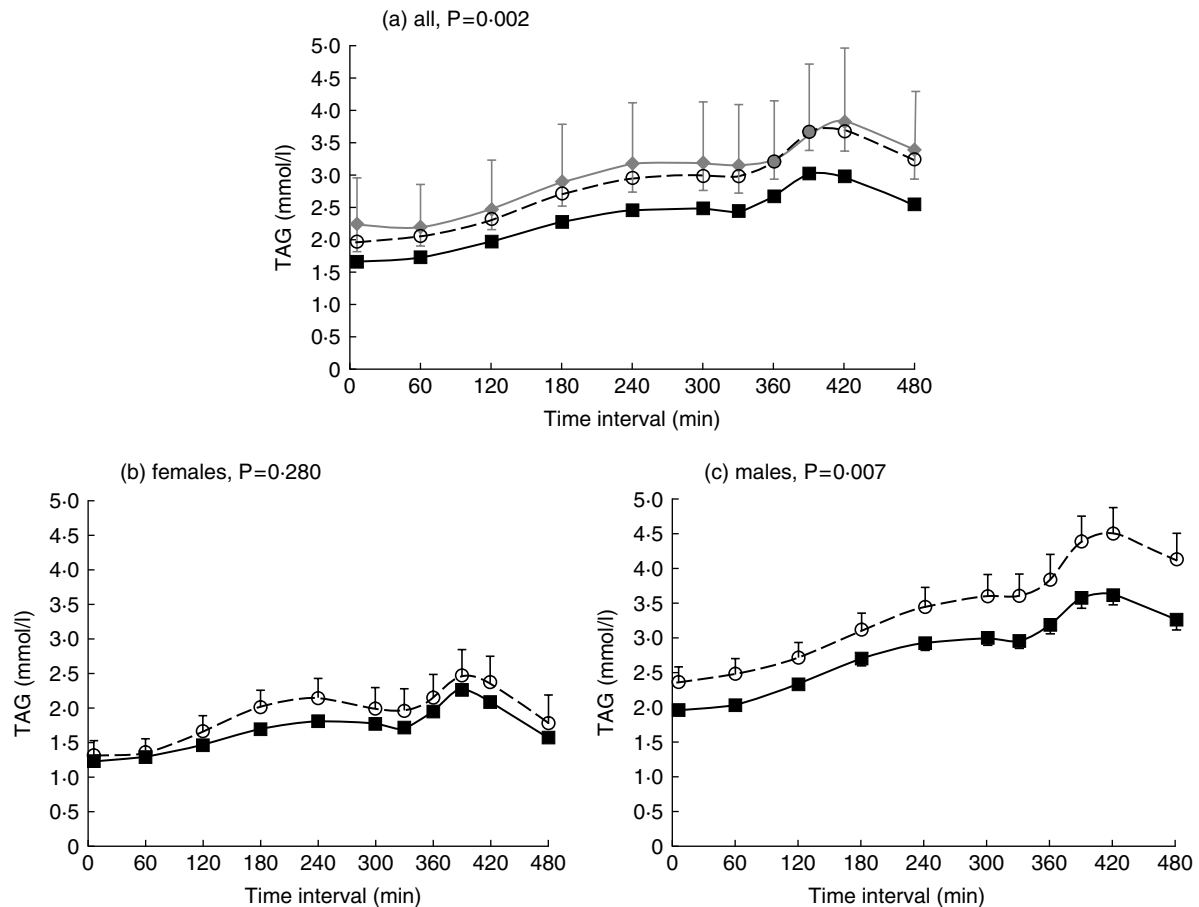 (a) all, P=0·002
5·0
4·5
4·0
3·5
3·0
2·5
2·0
1·5
1·0
0·5
0
TAG (mmol/l)
0 60 120 180 240 300 360 420 480
Time interval (min)
(b) females, P=0·280
5·0
4·5
4·0
3·5
3·0
2·5
2·0
1·5
1·0
0·5
0
TAG (mmol/l)
0 60 120 180 240 300 360 420 480
Time interval (min)
(c) males, P=0·007
5·0
4·5
4·0
3·5
3·0
2·5
2·0
1·5
1·0
0·5
0
TAG (mmol/l)
0 60 120 180 240 300 360 420 480
Time interval (min)